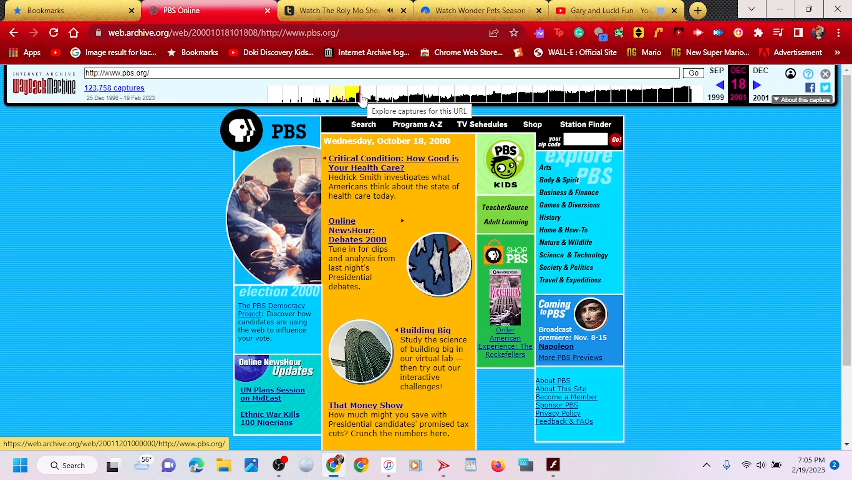 Bookmarks
PBS Online
Watch The Roly Mo Show
Watch Wonder Pets Season
Gary and Luckl Fun! - You
web.archive.org/web/20001018101808/http://www.pbs.org/
Apps
Image result for kac...
Bookmarks
Doki Discovery Kids...
Internet Archive log...
Chrome Web Store...
WALL·E : Official Site
Mario
New Super Mario...
Advertisement
INTERNET ARCHIVE
WayBackMachine
http://www.pbs.org/
Go
123,758 captures
25 Dec 1996 - 19 Feb 2023
SEP DEC DEC
18
1999 2001 2001
About this capture
Explore captures for this URL
PBS
Search Programs A-Z TV Schedules Shop Station Finder
your zip code
Go!
Wednesday, October 18, 2000
Critical Condition: How Good is
Your Health Care?
Hedrick Smith investigates what
Americans think about the state of
health care today.
Online
NewsHour:
Debates 2000
Tune in for clips
and analysis from
last night's
Presidential
debates.
Building Big
Study the
science of building big in
our virtual lab —
then try out our
interactive
challenges!
That Money Show
How much might you save with
Presidential candidates' promised tax
cuts? Crunch the numbers here.
election 2000
The PBS Democracy
Project: Discover how
candidates are using
the web to influence
your vote.
Online NewsHour
Updates
UN Plans Session
on MidEast
Ethnic War Kills
100 Nigerians
PBS
KIDS
TeacherSource
Adult Learning
SHOP
PBS
Order
American
Experience: The
Rockefellers
explore
PBS
Arts
Body & Spirit
Business & Finance
Games & Diversions
History
Home & How-To
Nature & Wildlife
Science & Technology
Society & Politics
Travel & Expeditions
Coming
to PBS
Broadcast
premiere: Nov. 8-15
Napoleon
More PBS Previews
About PBS
About This Site
Become a Member
Sponsor PBS
Privacy Policy
Feedback & FAQs
https://web.archive.org/web/20011201000000/http://www.pbs.org/
Search
56°
7:05 PM
2/19/2023
2